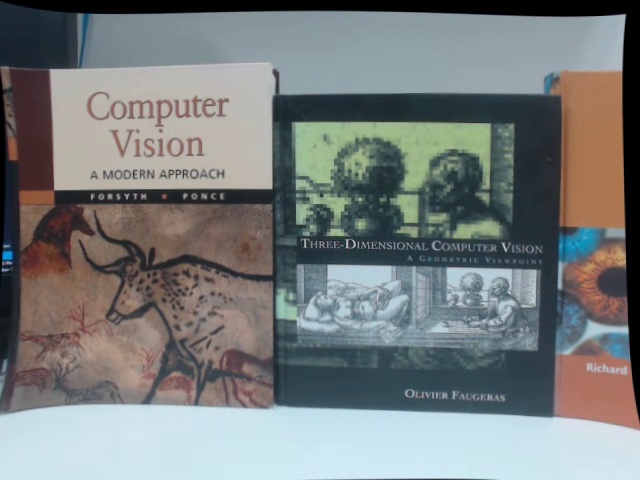 Computer
Vision
A MODERN APPROACH
FORSYTH ▪ PONCE
THREE-DIMENSIONAL COMPUTER VISION
A GEOMETRIC VIEWPOINT
OLIVIER FAUGERAS
Richard